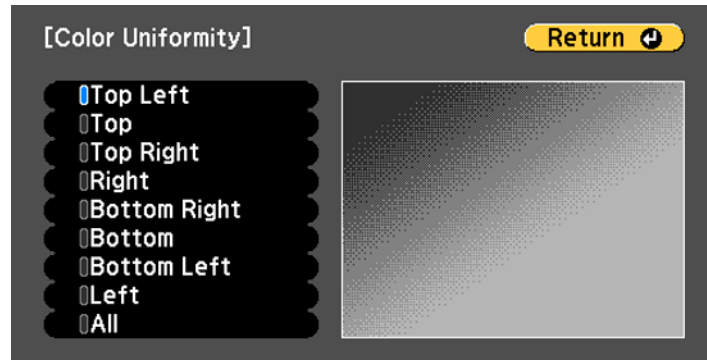 [Color Uniformity]
Return
Top Left
Top
Top Right
Right
Bottom Right
Bottom
Bottom Left
Left
All